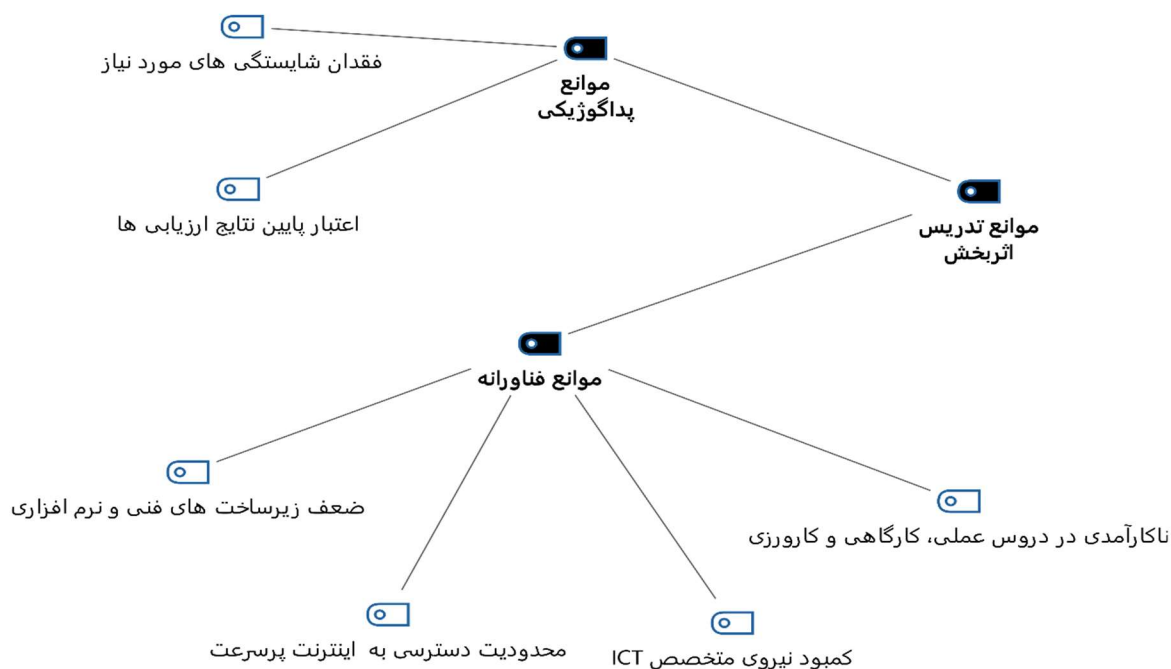 فقدان شایستگی های مورد نیاز
موانع
پداگوژیکی
اعتبار پایین نتایج ارزیابی ها
موانع تدریس
اثربخش
موانع فناورانه
ضعف زیرساخت های فنی و نرم افزاری
ناکارآمدی در دروس عملی، کارگاهی و کارورزی
محدودیت دسترسی به اینترنت پرسرعت
کمبود نیروی متخصص ICT